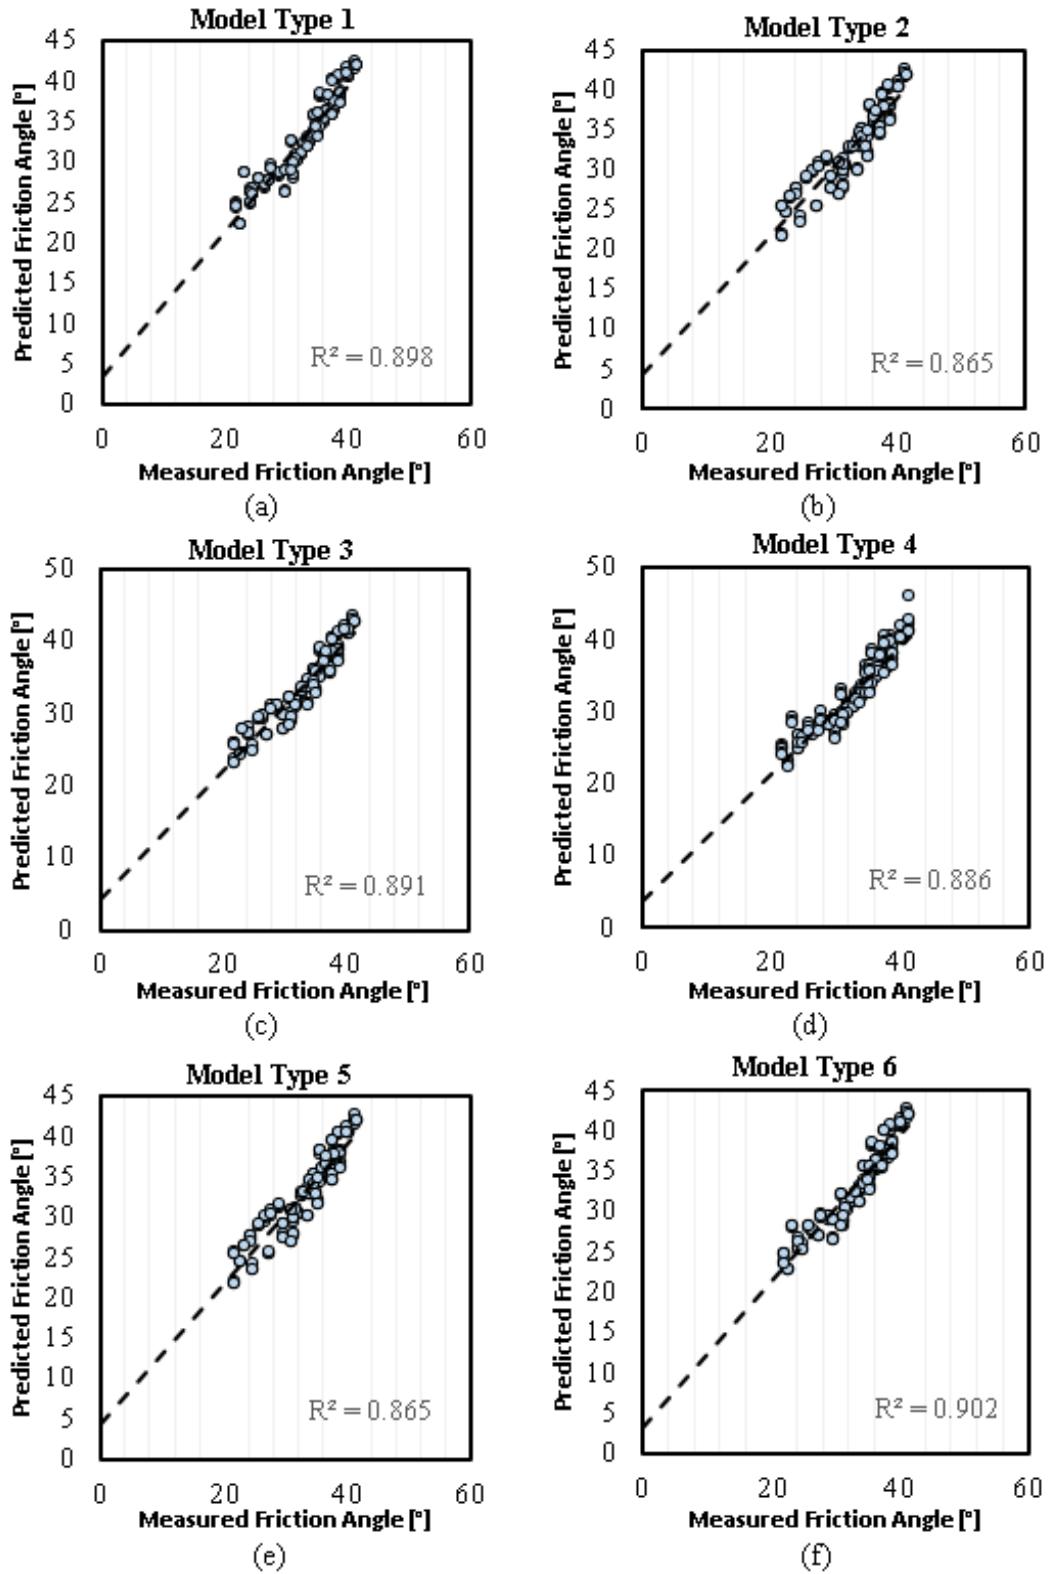 Model Type 1
Predicted Friction Angle [°]
45
40
35
30
25
20
15
10
5
0
R² = 0.898
0 20 40 60
Measured Friction Angle [°]
(a)
Model Type 2
Predicted Friction Angle [°]
45
40
35
30
25
20
15
10
5
0
R² = 0.865
0 20 40 60
Measured Friction Angle [°]
(b)
Model Type 3
Predicted Friction Angle [°]
50
40
30
20
10
0
R² = 0.891
0 20 40 60
Measured Friction Angle [°]
(c)
Model Type 4
Predicted Friction Angle [°]
50
40
30
20
10
0
R² = 0.886
0 20 40 60
Measured Friction Angle [°]
(d)
Model Type 5
Predicted Friction Angle [°]
45
40
35
30
25
20
15
10
5
0
R² = 0.865
0 20 40 60
Measured Friction Angle [°]
(e)
Model Type 6
Predicted Friction Angle [°]
45
40
35
30
25
20
15
10
5
0
R² = 0.902
0 20 40 60
Measured Friction Angle [°]
(f)